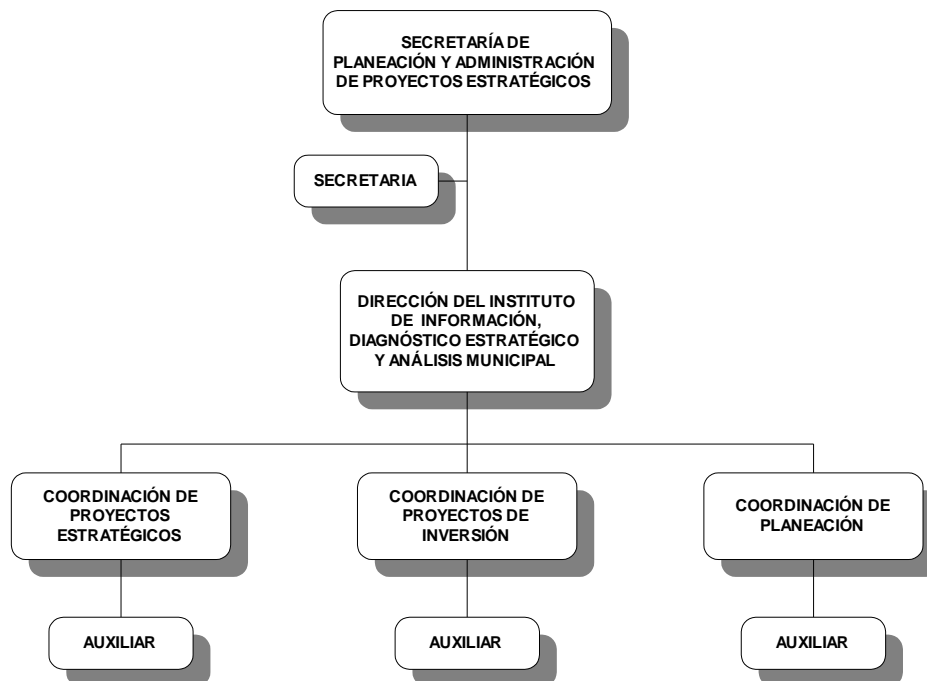 SECRETARÍA DE
PLANEACIÓN Y ADMINISTRACIÓN
DE PROYECTOS ESTRATÉGICOS
SECRETARIA
DIRECCIÓN DEL INSTITUTO
DE INFORMACIÓN,
DIAGNÓSTICO ESTRATÉGICO
Y ANÁLISIS MUNICIPAL
COORDINACIÓN DE
PROYECTOS
ESTRATÉGICOS
COORDINACIÓN DE
PROYECTOS DE
INVERSIÓN
COORDINACIÓN DE
PLANEACIÓN
AUXILIAR
AUXILIAR
AUXILIAR